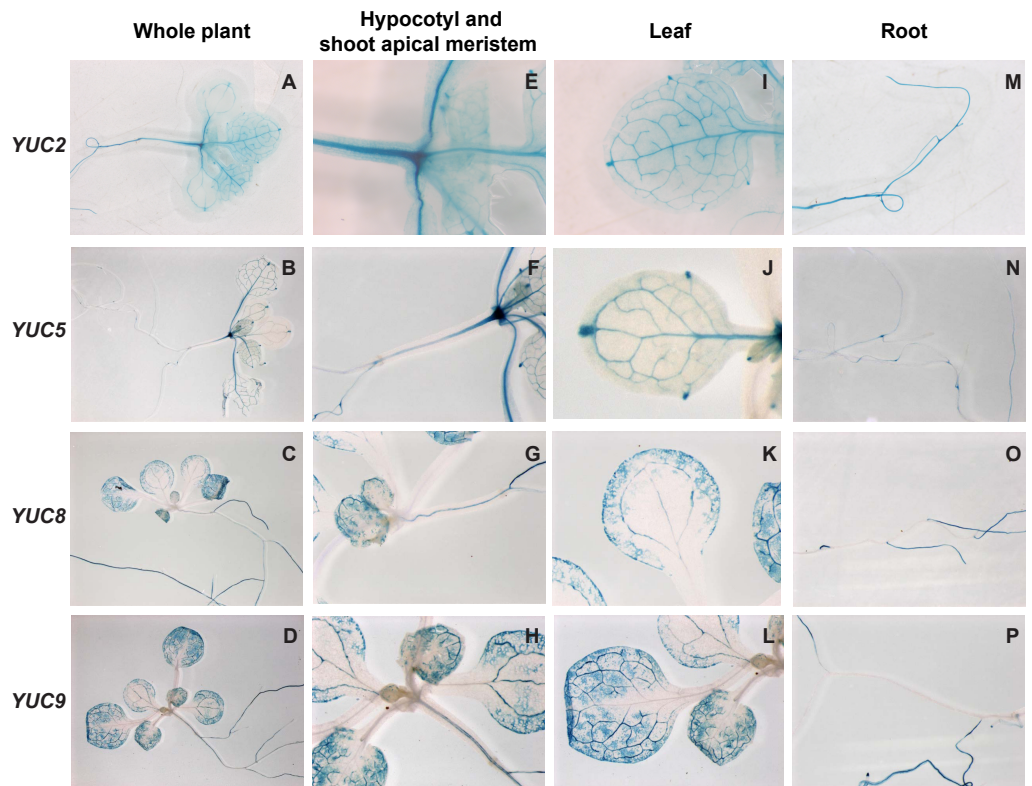 Whole plant
Hypocotyl and
shoot apical meristem
Leaf
Root
YUC2
A
E
I
M
YUC5
B
F
J
N
YUC8
C
G
K
O
YUC9
D
H
L
P